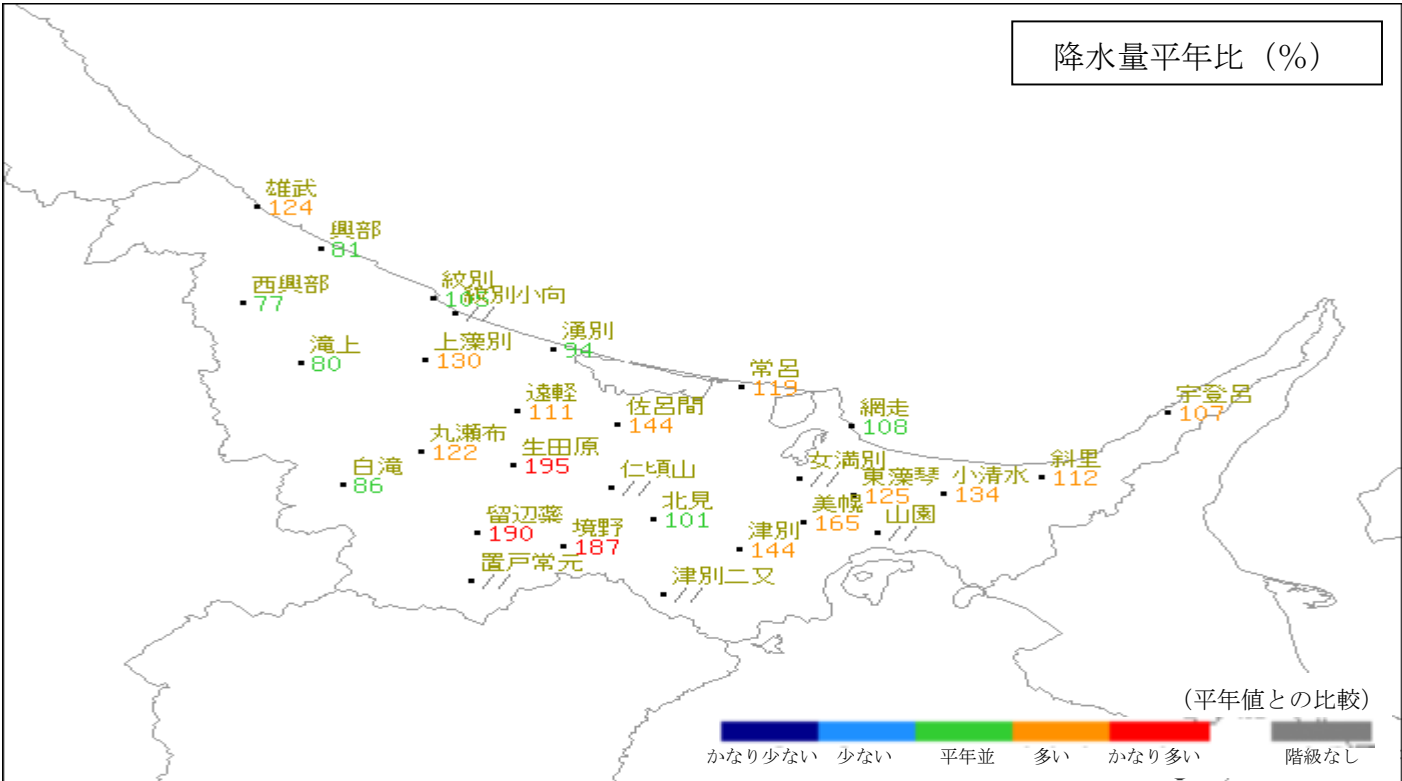 降水量平年比（％）
雄武
124
興部
81
西興部
77
紋別
105
紋別小向
//
滝上
80
上藻別
130
湧別
94
常呂
119
遠軽
111
佐呂間
144
網走
108
宇登呂
107
丸瀬布
122
生田原
195
白滝
86
仁頃山
//
女満別
//
東藻琴
125
小清水
134
斜里
112
北見
101
美幌
165
山園
//
留辺蘂
190
境野
187
津別
144
置戸常元
//
津別二又
//
（平年値との比較）
かなり少ない 少ない 平年並 多い かなり多い 階級なし